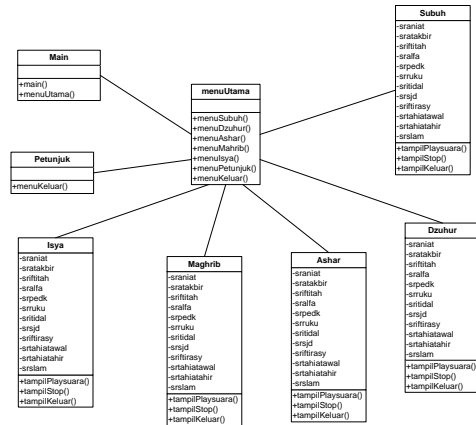 Main
+main()
+menuUtama()
Petunjuk
+menuKeluar()
menuUtama
+menuSubuh()
+menuDzuhur()
+menuAshar()
+menuMahrib()
+menuIsya()
+menuPetunjuk()
+menuKeluar()
Subuh
-sraniat
-sratakbir
-sriftitah
-sralfa
-srpedk
-srruku
-sritidal
-srsjd
-sriftirasy
-srtahiatawal
-srtahiatahir
-srslam
+tampilPlaysuara()
+tampilStop()
+tampilKeluar()
Isya
-sraniat
-sratakbir
-sriftitah
-sralfa
-srpedk
-srruku
-sritidal
-srsjd
-sriftirasy
-srtahiatawal
-srtahiatahir
-srslam
+tampilPlaysuara()
+tampilStop()
+tampilKeluar()
Maghrib
-sraniat
-sratakbir
-sriftitah
-sralfa
-srpedk
-srruku
-sritidal
-srsjd
-sriftirasy
-srtahiatawal
-srtahiatahir
-srslam
+tampilPlaysuara()
+tampilStop()
+tampilKeluar()
Ashar
-sraniat
-sratakbir
-sriftitah
-sralfa
-srpedk
-srruku
-sritidal
-srsjd
-sriftirasy
-srtahiatawal
-srtahiatahir
-srslam
+tampilPlaysuara()
+tampilStop()
+tampilKeluar()
Dzuhur
-sraniat
-sratakbir
-sriftitah
-sralfa
-srpedk
-srruku
-sritidal
-srsjd
-sriftirasy
-srtahiatawal
-srtahiatahir
-srslam
+tampilPlaysuara()
+tampilStop()
+tampilKeluar()